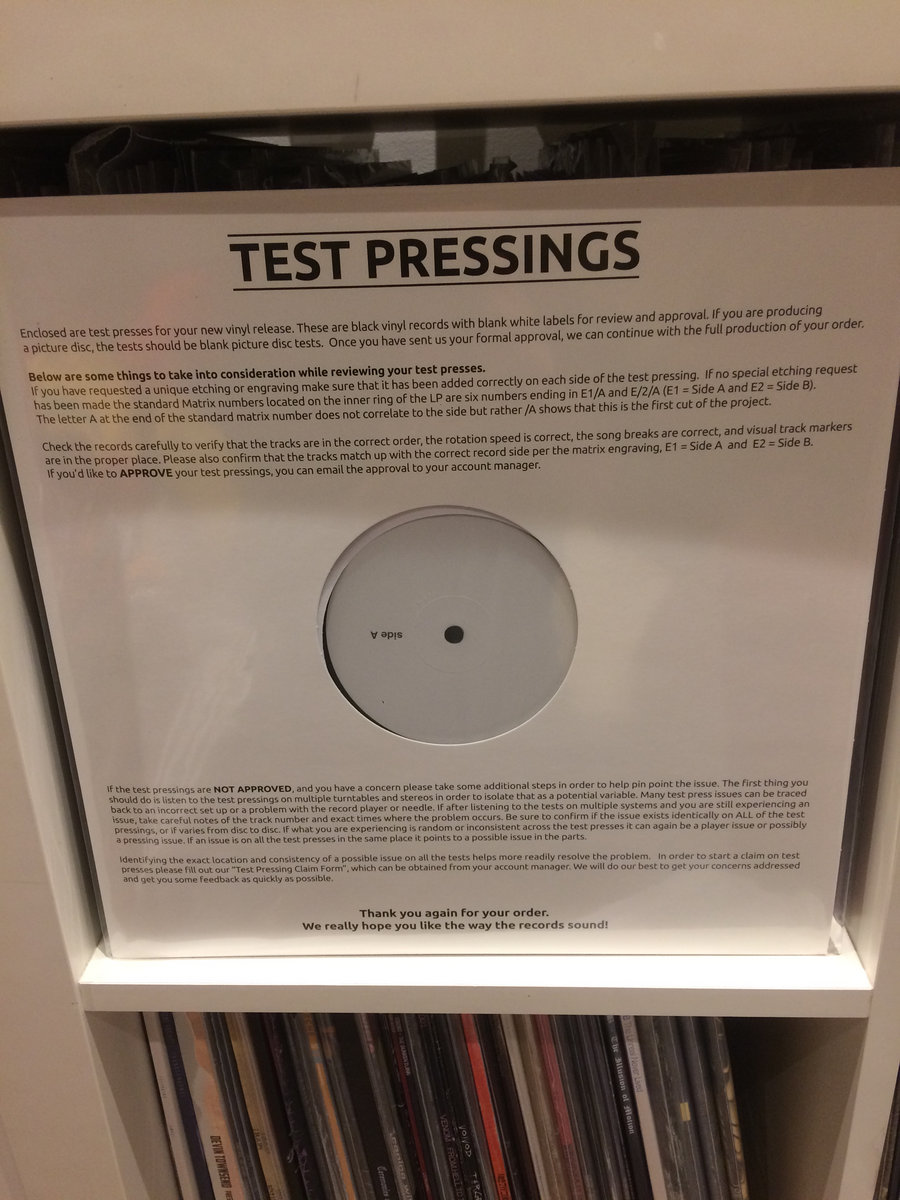 TEST PRESSINGS
Enclosed are test presses for your new vinyl release. These are black vinyl records with blank white labels for review and approval. If you are producing
a picture disc, the tests should be blank picture disc tests. Once you have sent us your formal approval, we can continue with the full production of your order.
Below are some things to take into consideration while reviewing your test presses.
If you have requested a unique etching or engraving make sure that it has been added correctly on each side of the test pressing. If no special etching request
has been made the standard Matrix numbers located on the inner ring of the LP are six numbers ending in E1/A and E/2/A (E1 = Side A and E2 = Side B).
The letter A at the end of the standard matrix number does not correlate to the side but rather /A shows that this is the first cut of the project.
Check the records carefully to verify that the tracks are in the correct order, the rotation speed is correct, the song breaks are correct, and visual track markers
are in the proper place. Please also confirm that the tracks match up with the correct record side per the matrix engraving, E1 = Side A and E2 = Side B.
If you'd like to APPROVE your test pressings, you can email the approval to your account manager.
side A
If the test pressings are NOT APPROVED, and you have a concern please take some additional steps in order to help pin point the issue. The first thing you
should do is listen to the test pressings on multiple turntables and stereos in order to isolate that as a potential variable. Many test press issues can be traced
back to an incorrect set up or a problem with the record player or needle. If after listening to the tests on multiple systems and you are still experiencing an
issue, take careful notes of the track number and exact times where the problem occurs. Be sure to confirm if the issue exists identically on ALL of the test
pressings, or if varies from disc to disc. If what you are experiencing is random or inconsistent across the test presses it can again be a player issue or possibly
a pressing issue. If an issue is on all the test presses in the same place it points to a possible issue in the parts.
Identifying the exact location and consistency of a possible issue on all the tests helps more readily resolve the problem. In order to start a claim on test
presses please fill out our "Test Pressing Claim Form", which can be obtained from your account manager. We will do our best to get your concerns addressed
and get you some feedback as quickly as possible.
Thank you again for your order.
We really hope you like the way the records sound!
DEVIN TOWNSEND
VENOM
VOIVOD
The Illusion of Motion